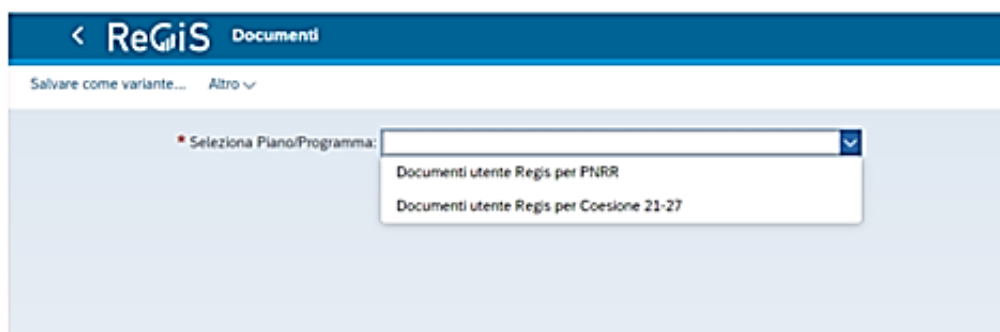 ReGiS Documenti
Salvare come variante... Altro
* Seleziona Piano/Programma:
Documenti utente Regis per PNRR
Documenti utente Regis per Coesione 21-27